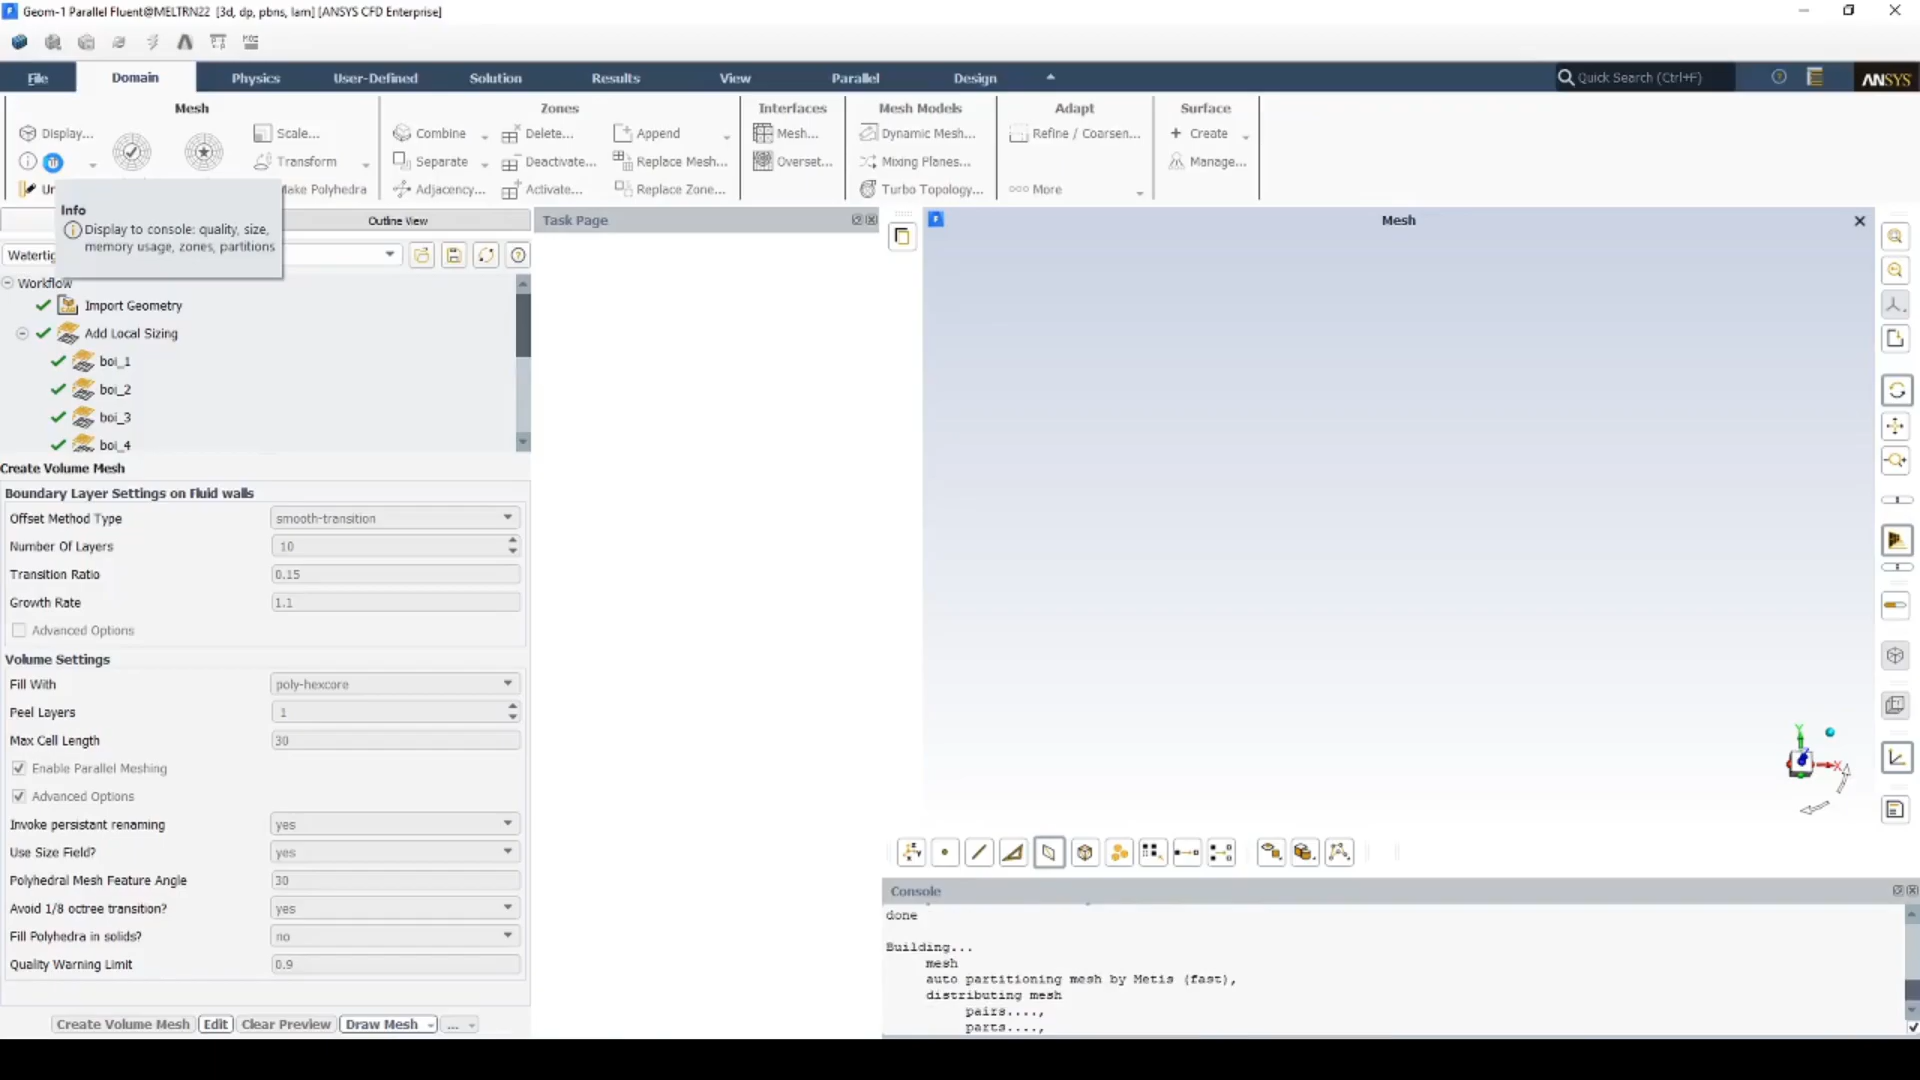 Geom-1 Parallel Fluent@MELTRN22 [3d, dp, pbns, lam] [ANSYS CFD Enterprise]
File
Domain
Physics
User-Defined
Solution
Results
View
Parallel
Design
Quick Search (Ctrl+F)
ANSYS
Mesh
Zones
Interfaces
Mesh Models
Adapt
Surface
Display...
Scale...
Combine
Delete...
Append
Mesh...
Dynamic Mesh...
Refine / Coarsen...
Create
Transform
Separate
Deactivate...
Replace Mesh...
Overset...
Mixing Planes...
Manage...
Make Polyhedra
Adjacency...
Activate...
Replace Zone...
Turbo Topology...
More
Info
Display to console: quality, size,
memory usage, zones, partitions
Outline View
Task Page
Mesh
Workflow
Import Geometry
Add Local Sizing
boi_1
boi_2
boi_3
boi_4
Create Volume Mesh
Boundary Layer Settings on Fluid walls
Offset Method Type smooth-transition
Number Of Layers 10
Transition Ratio 0.15
Growth Rate 1.1
Advanced Options
Volume Settings
Fill With poly-hexcore
Peel Layers 1
Max Cell Length 30
Enable Parallel Meshing
Advanced Options
Invoke persistant renaming yes
Use Size Field? yes
Polyhedral Mesh Feature Angle 30
Avoid 1/8 octree transition? yes
Fill Polyhedra in solids? no
Quality Warning Limit 0.9
Create Volume Mesh Edit Clear Preview Draw Mesh ...
Y
X
Console
done
Building...
mesh
auto partitioning mesh by Metis (fast),
distributing mesh
pairs....,
parts....,